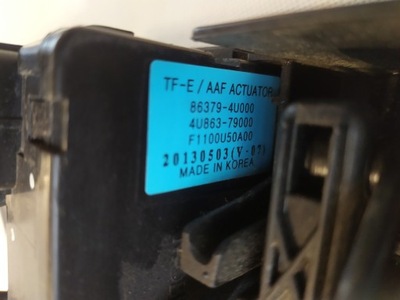 TF-E / AAF ACTUATOR
86379-4U000
4U863-79000
F1100U50A00
20130503(V-07)
MADE IN KOREA